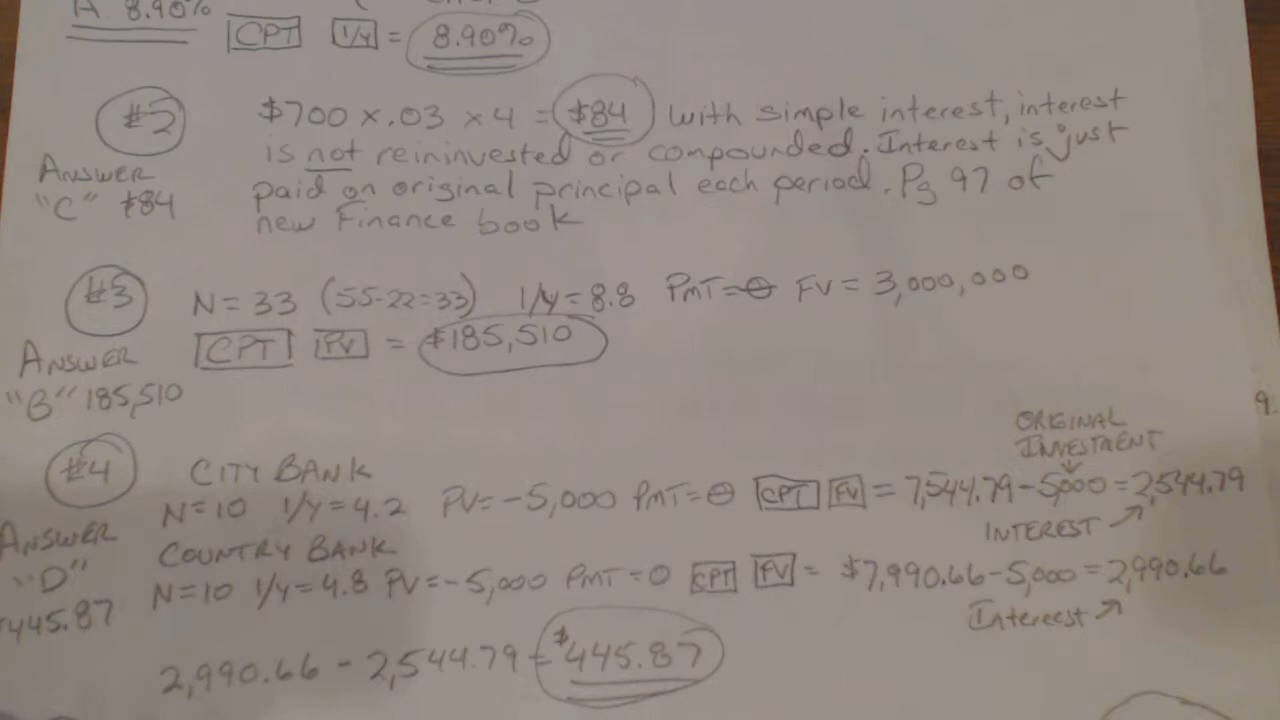 A 8.90%
CPT I/Y = 8.90%
#2 $700 x .03 x 4 = $84 with simple interest, interest
is not reininvested or compounded. Interest is just
ANSWER paid on original principal each period. Pg 97 of
"C" $84 new Finance book
#3 N = 33 (55-22=33) I/Y = 8.8 PMT = 0 FV = 3,000,000
CPT PV = $185,510
ANSWER
"B" 185,510
ORIGINAL
INVESTMENT
#4 CITY BANK
N = 10 I/Y = 4.2 PV = -5,000 PMT = 0 CPT FV = 7,544.79 - 5,000 = 2,544.79
INTEREST
ANSWER COUNTRY BANK
"D" N = 10 I/Y = 4.8 PV = -5,000 PMT = 0 CPT FV = $7,990.66 - 5,000 = 2,990.66
445.87 Intereest
2,990.66 - 2,544.79 = $445.87
9